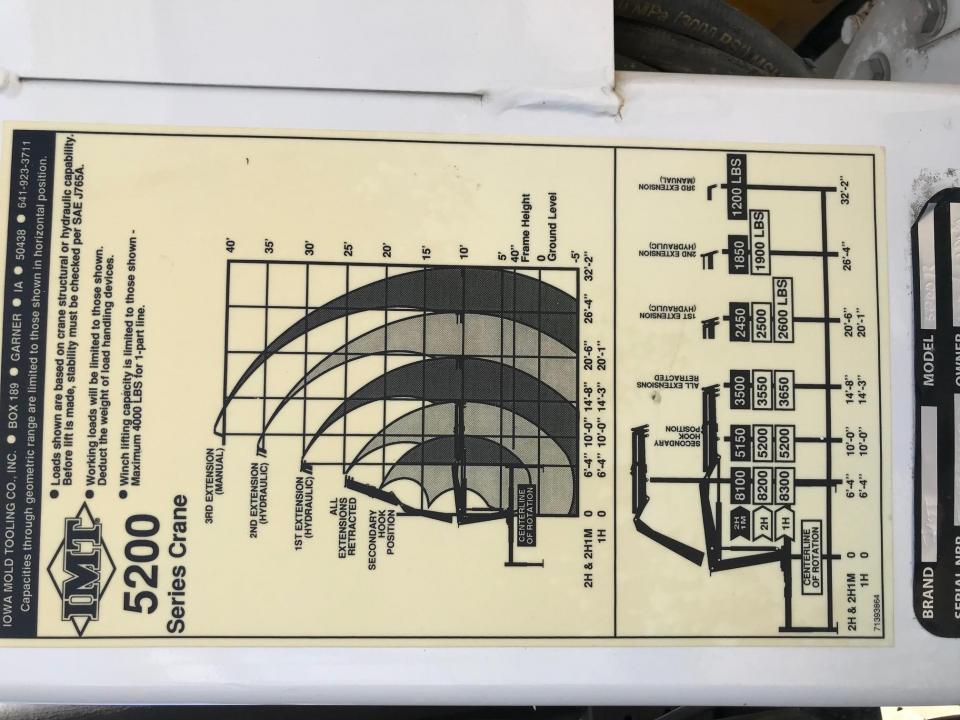 IOWA MOLD TOOLING CO., INC. ● BOX 189 ● GARNER ● IA ● 50438 ● 641-923-3711
Capacities through geometric range are limited to those shown in horizontal position.
IMT
5200
Series Crane
● Loads shown are based on crane structural or hydraulic capability.
Before lift is made, stability must be checked per SAE J765A.
● Working loads will be limited to those shown.
Deduct the weight of load handling devices.
● Winch lifting capacity is limited to those shown -
Maximum 4000 LBS for 1-part line.
3RD EXTENSION
(MANUAL)
2ND EXTENSION
(HYDRAULIC)
1ST EXTENSION
(HYDRAULIC)
ALL
EXTENSIONS
RETRACTED
SECONDARY
HOOK
POSITION
40'
35'
30'
25'
20'
15'
10'
5'
40"
Frame Height
0
Ground Level
-5'
CENTERLINE
OF ROTATION
2H & 2H1M 0 6'-4" 10'-0" 14'-8" 20'-6" 26'-4" 32'-2"
1H 0 6'-4" 10'-0" 14'-3" 20'-1"
SECONDARY
HOOK
POSITION
ALL EXTENSIONS
RETRACTED
1ST EXTENSION
(HYDRAULIC)
2ND EXTENSION
(HYDRAULIC)
3RD EXTENSION
(MANUAL)
2H 1M 8100 5150 3500 2450 1850 1200 LBS
2H 8200 5200 3550 2500 1900 LBS
1H 8300 5200 3650 2600 LBS
CENTERLINE
OF ROTATION
2H & 2H1M 0 6'-4" 10'-0" 14'-8" 20'-6" 26'-4" 32'-2"
1H 0 6'-4" 10'-0" 14'-3" 20'-1"
71393864
BRAND
MODEL
SERIAL NBR
OWNER